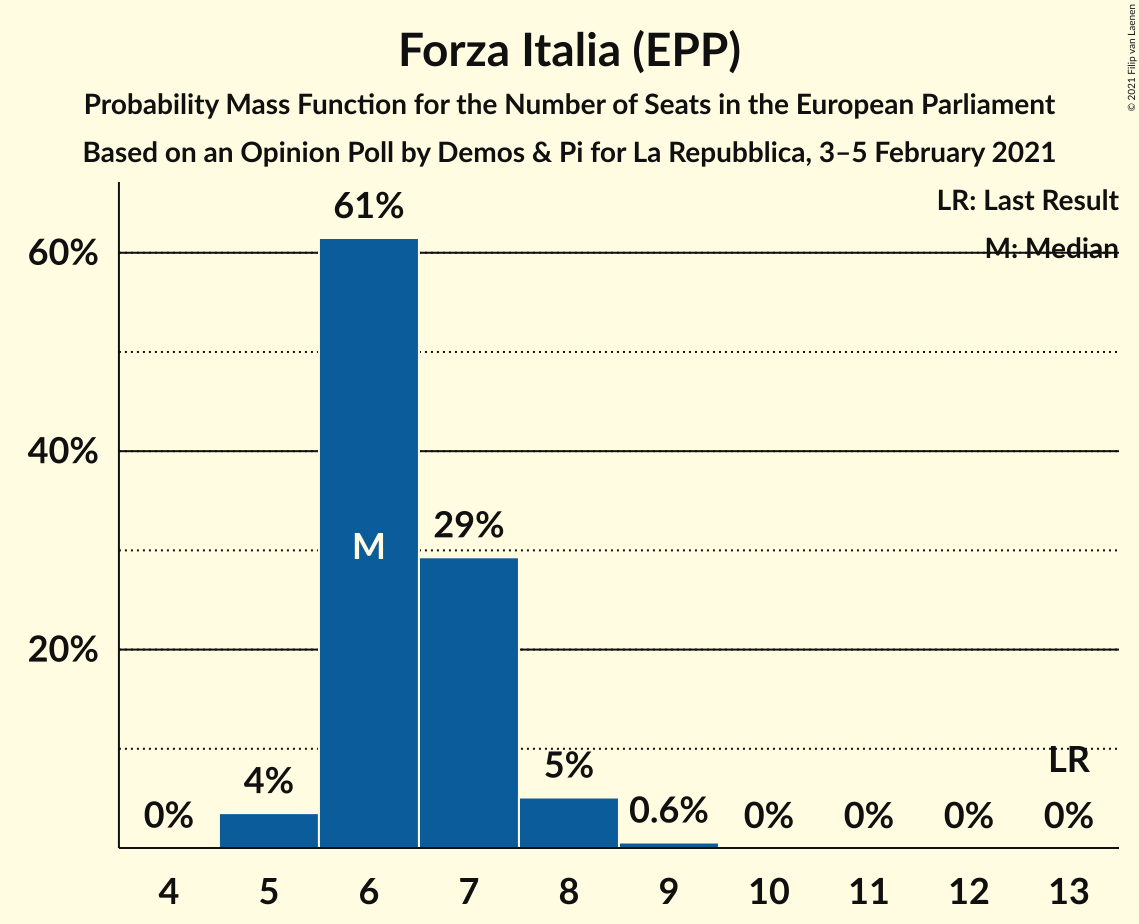 Forza Italia (EPP)
Probability Mass Function for the Number of Seats in the European Parliament
Based on an Opinion Poll by Demos & Pi for La Repubblica, 3–5 February 2021
© 2021 Filip van Laenen
LR: Last Result
M: Median
61%
60%
40%
29%
M
20%
LR
5%
4%
0.6%
0% 0% 0% 0% 0%
4 5 6 7 8 9 10 11 12 13